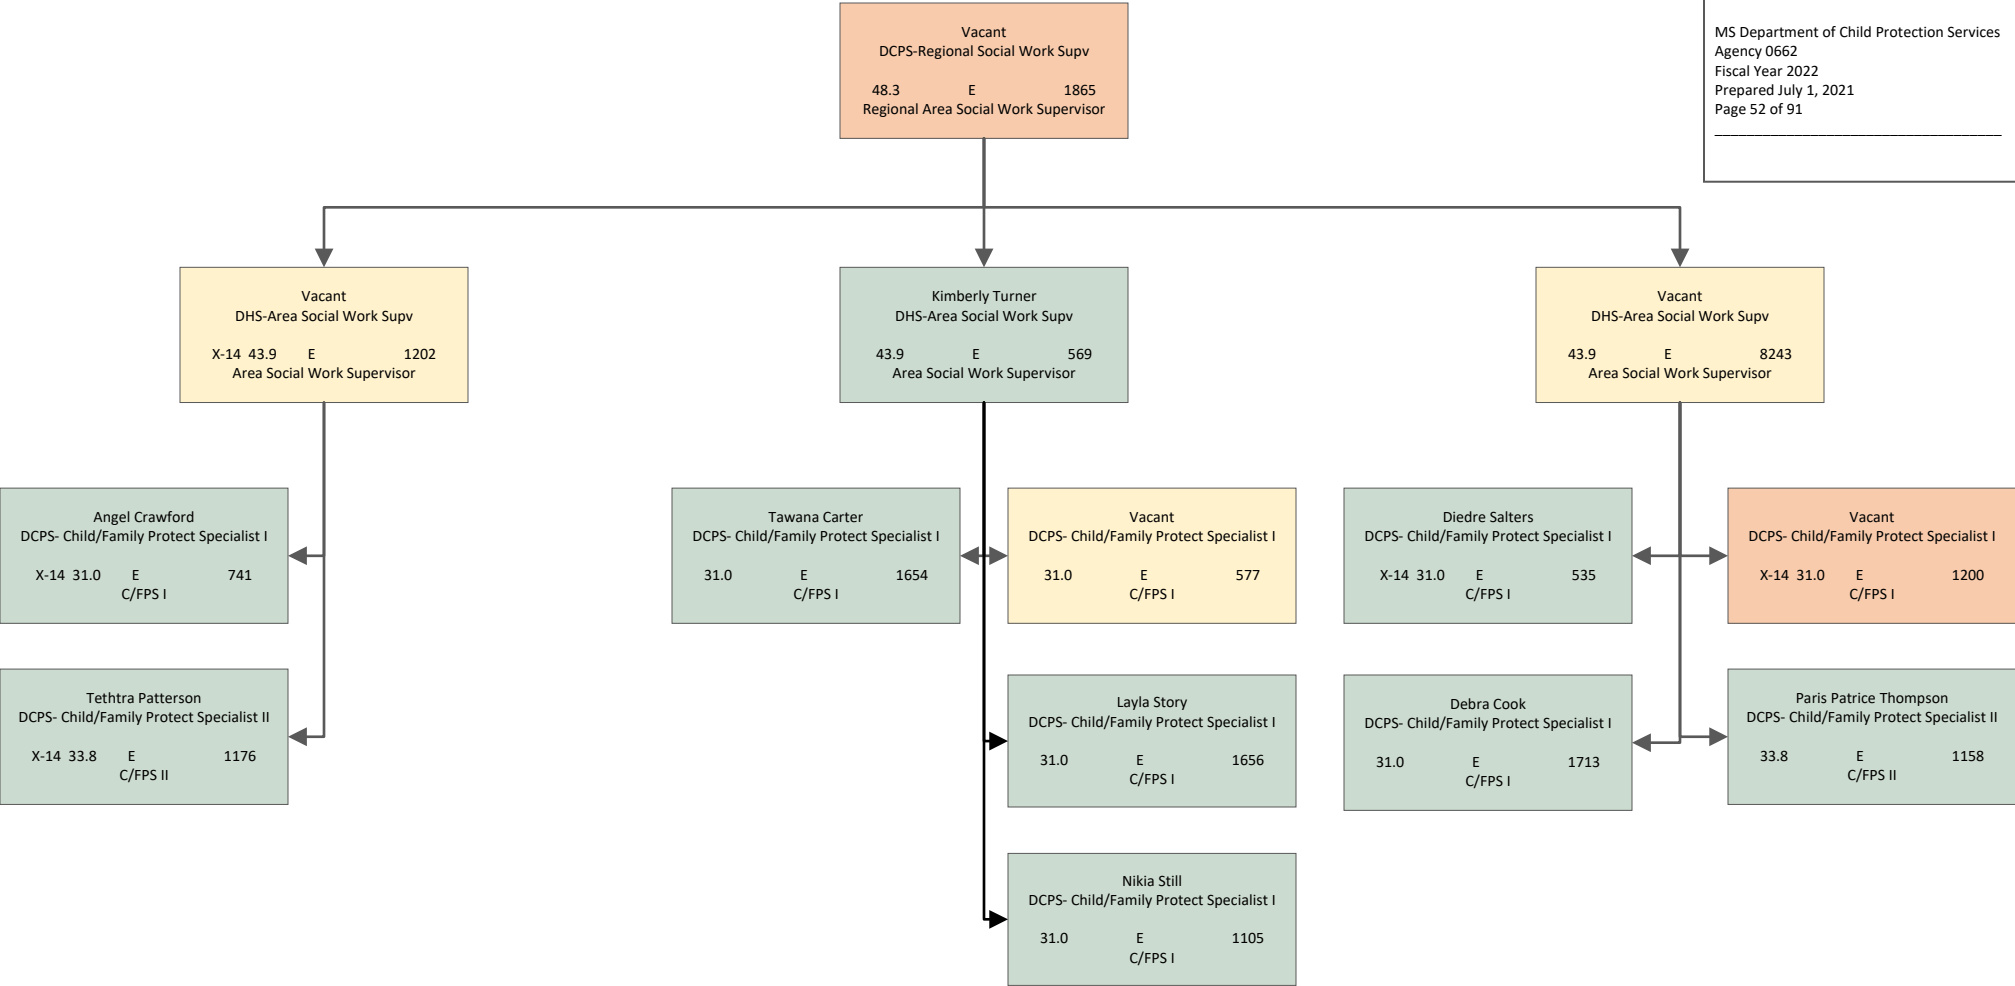 Vacant
DCPS-Regional Social Work Supv
48.3 E 1865
Regional Area Social Work Supervisor
MS Department of Child Protection Services
Agency 0662
Fiscal Year 2022
Prepared July 1, 2021
Page 52 of 91
Vacant
DHS-Area Social Work Supv
X-14 43.9 E 1202
Area Social Work Supervisor
Kimberly Turner
DHS-Area Social Work Supv
43.9 E 569
Area Social Work Supervisor
Vacant
DHS-Area Social Work Supv
43.9 E 8243
Area Social Work Supervisor
Angel Crawford
DCPS- Child/Family Protect Specialist I
X-14 31.0 E 741
C/FPS I
Tawana Carter
DCPS- Child/Family Protect Specialist I
31.0 E 1654
C/FPS I
Vacant
DCPS- Child/Family Protect Specialist I
31.0 E 577
C/FPS I
Diedre Salters
DCPS- Child/Family Protect Specialist I
X-14 31.0 E 535
C/FPS I
Vacant
DCPS- Child/Family Protect Specialist I
X-14 31.0 E 1200
C/FPS I
Tethtra Patterson
DCPS- Child/Family Protect Specialist II
X-14 33.8 E 1176
C/FPS II
Layla Story
DCPS- Child/Family Protect Specialist I
31.0 E 1656
C/FPS I
Debra Cook
DCPS- Child/Family Protect Specialist I
31.0 E 1713
C/FPS I
Paris Patrice Thompson
DCPS- Child/Family Protect Specialist II
33.8 E 1158
C/FPS II
Nikia Still
DCPS- Child/Family Protect Specialist I
31.0 E 1105
C/FPS I